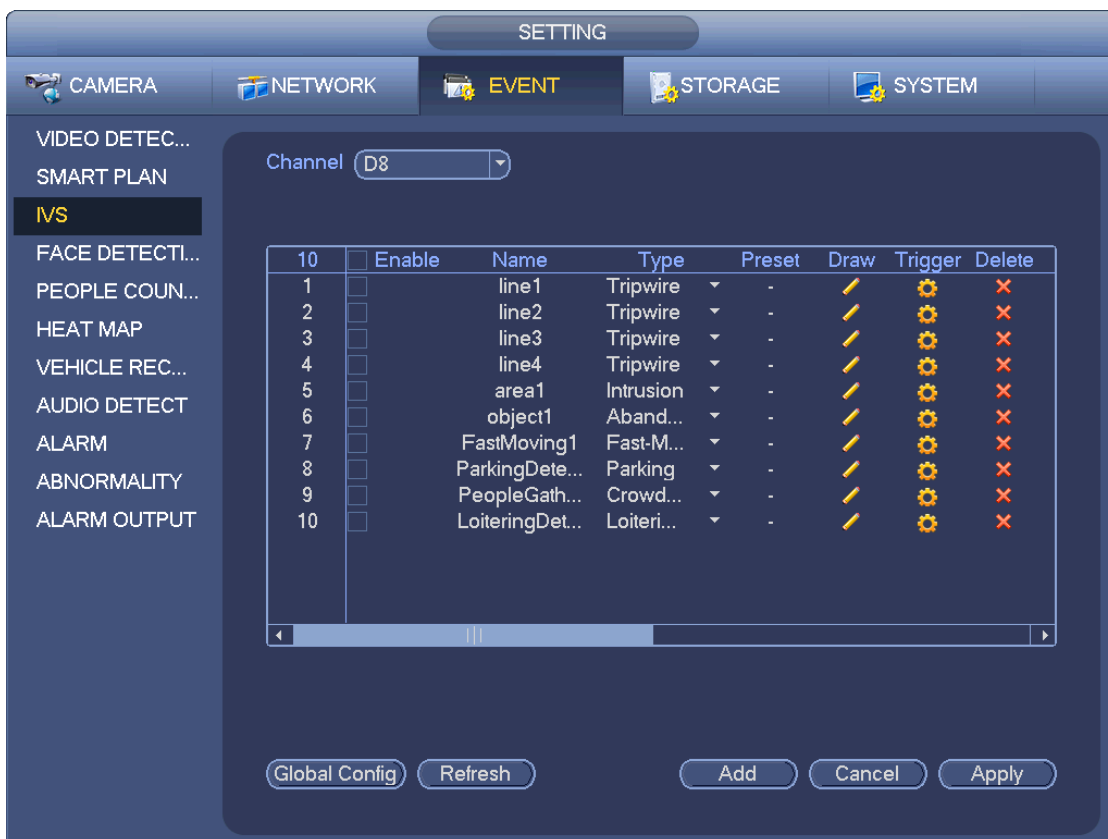 SETTING
CAMERA NETWORK EVENT STORAGE SYSTEM
VIDEO DETEC...
SMART PLAN
IVS
FACE DETECTI...
PEOPLE COUN...
HEAT MAP
VEHICLE REC...
AUDIO DETECT
ALARM
ABNORMALITY
ALARM OUTPUT
Channel D8
10 Enable Name Type Preset Draw Trigger Delete
1 line1 Tripwire -
2 line2 Tripwire -
3 line3 Tripwire -
4 line4 Tripwire -
5 area1 Intrusion -
6 object1 Aband... -
7 FastMoving1 Fast-M... -
8 ParkingDete... Parking -
9 PeopleGath... Crowd... -
10 LoiteringDet... Loiteri... -
Global Config Refresh Add Cancel Apply